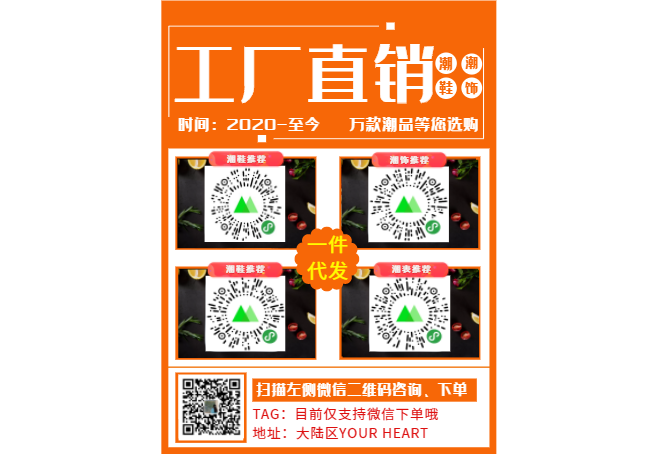 工厂直销
潮 潮
鞋 饰
时间：2020-至今 万款潮品等您选购
潮鞋推荐
潮饰推荐
一件
代发
潮鞋推荐
潮表推荐
扫描左侧微信二维码咨询、下单
TAG：目前仅支持微信下单哦
地址：大陆区YOUR HEART